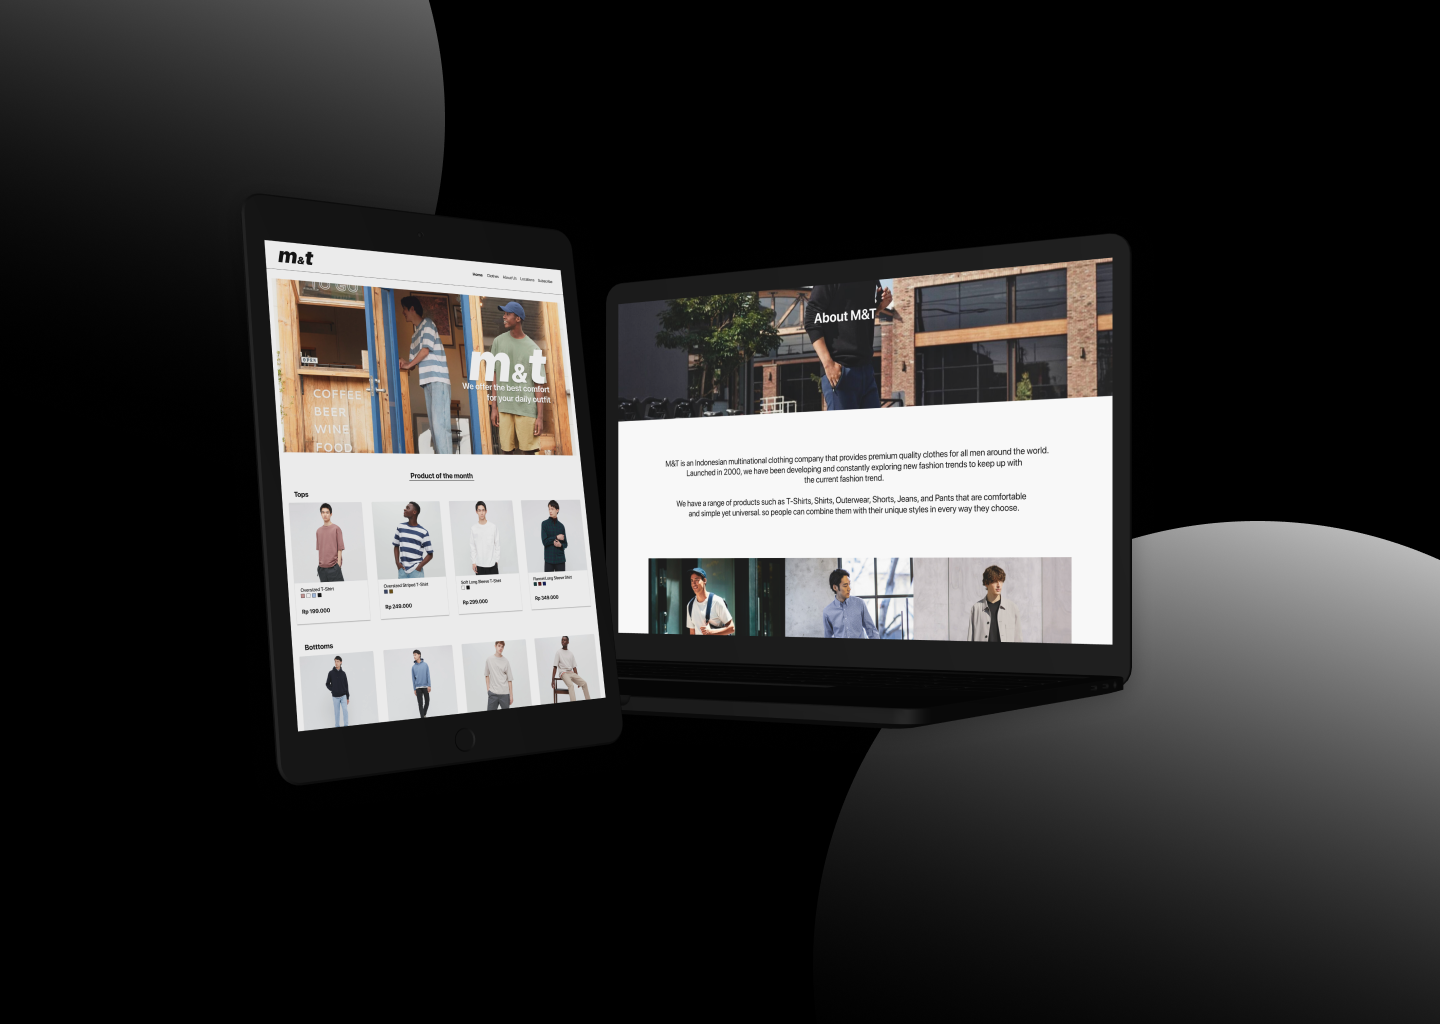 m&t
Home Clothes About Us Locations Subscribe
TO GO
OPEN
COFFEE
BEER
WINE
FOOD
m&t
We offer the best comfort
for your daily outfit
Product of the month
Tops
Oversized T-Shirt
Rp 199.000
Oversized Striped T-Shirt
Rp 249.000
Soft Long Sleeve T-Shirt
Rp 299.000
Flannel Long Sleeve Shirt
Rp 349.000
Botttoms
About M&T
M&T is an Indonesian multinational clothing company that provides premium quality clothes for all men around the world.
Launched in 2000, we have been developing and constantly exploring new fashion trends to keep up with
the current fashion trend.
We have a range of products such as T-Shirts, Shirts, Outerwear, Shorts, Jeans, and Pants that are comfortable
and simple yet universal. so people can combine them with their unique styles in every way they choose.